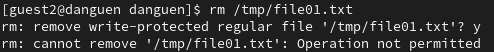 [guest2@danguen danguen]$ rm /tmp/file01.txt
rm: remove write-protected regular file '/tmp/file01.txt'? y
rm: cannot remove '/tmp/file01.txt': Operation not permitted